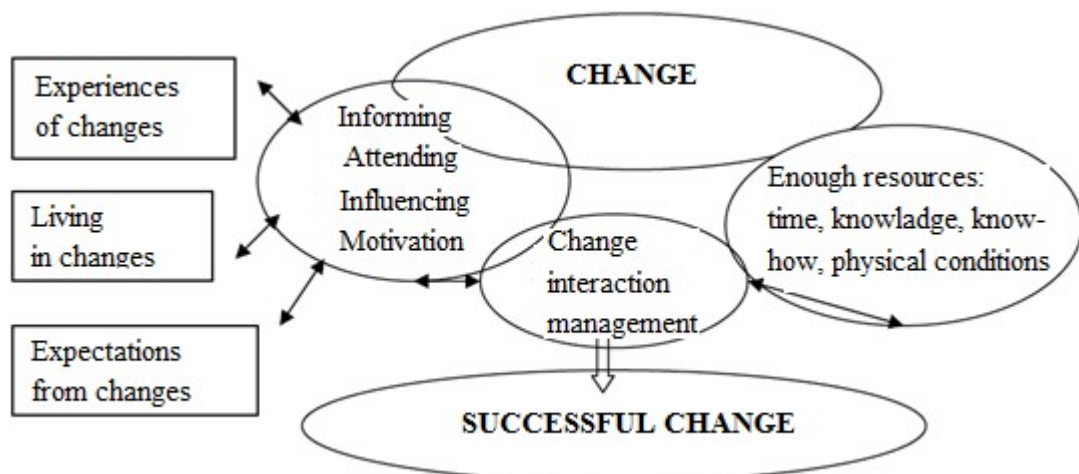 Experiences
of changes
Living
in changes
Expectations
from changes
CHANGE
Informing
Attending
Influencing
Motivation
Enough resources:
time, knowladge, know-
how, physical conditions
Change
interaction
management
SUCCESSFUL CHANGE